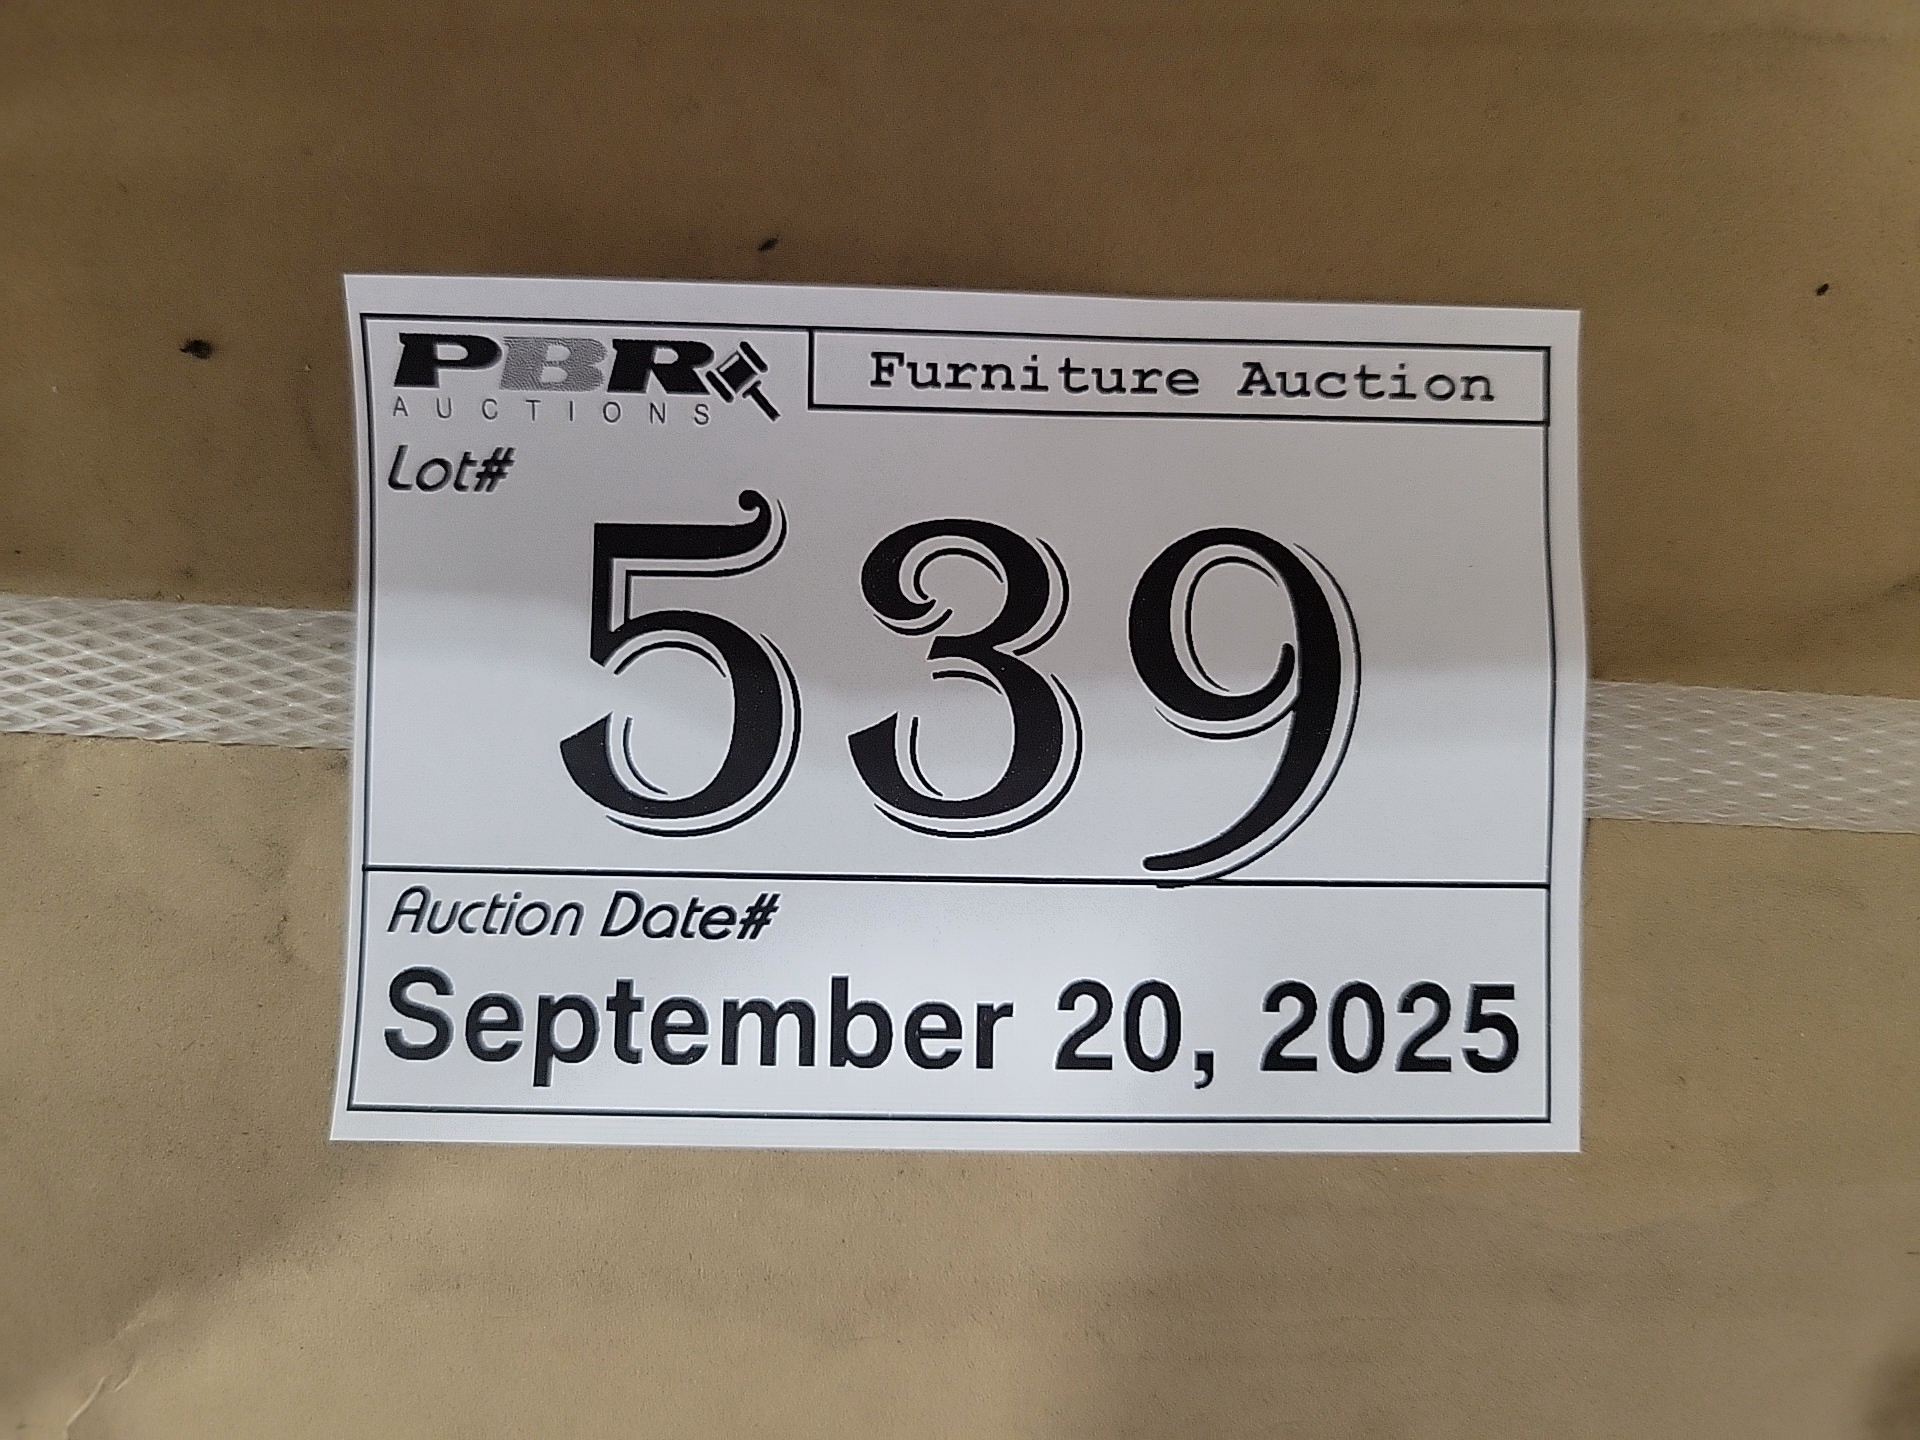 PBR
AUCTIONS
Furniture Auction
Lot#
539
Auction Date#
September 20, 2025